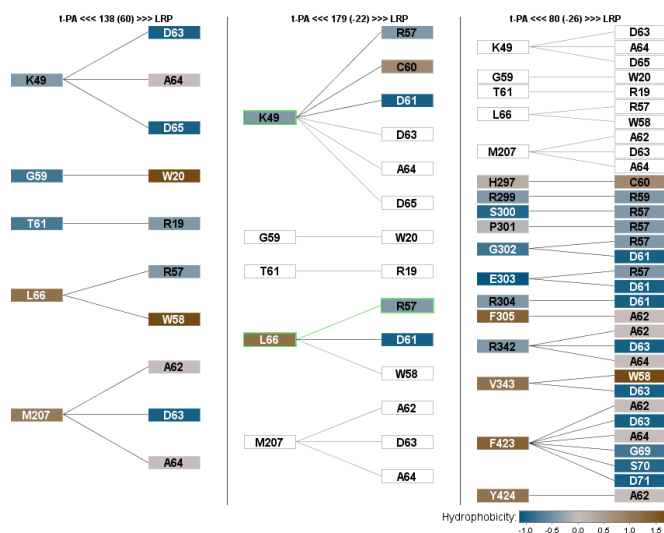 t-PA <<< 138 (60) >>> LRP
K49
D63
A64
D65
G59
W20
T61
R19
L66
R57
W58
M207
A62
D63
A64
t-PA <<< 179 (-22) >>> LRP
K49
R57
C60
D61
D63
A64
D65
G59
W20
T61
R19
L66
R57
D61
W58
M207
A62
D63
A64
t-PA <<< 80 (-26) >>> LRP
K49
D63
A64
D65
G59
W20
T61
R19
L66
R57
W58
M207
A62
D63
A64
H297
C60
R299
R59
S300
R57
P301
R57
G302
R57
D61
E303
R57
D61
R304
D61
F305
A62
R342
A62
D63
A64
V343
W58
D63
F423
A62
D63
A64
G69
S70
D71
Y424
A62
Hydrophobicity:
-1.0 -0.5 0.0 0.5 1.0 1.5